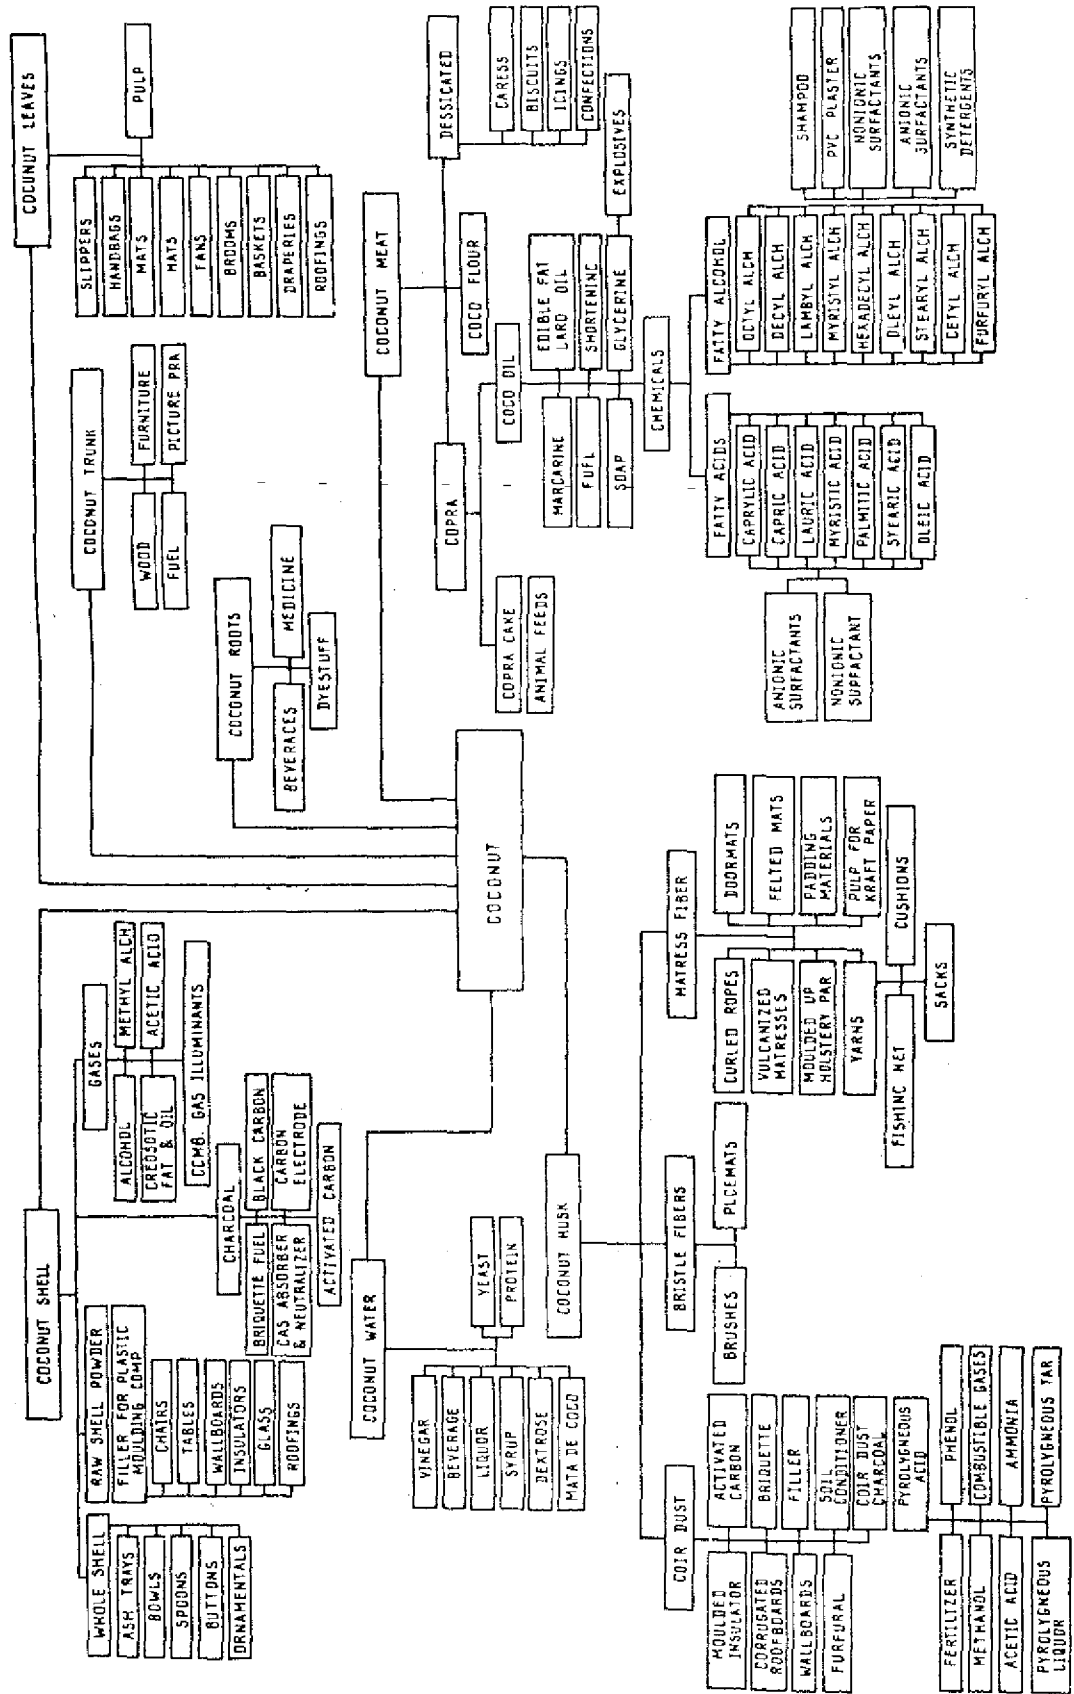 COCONUT SHELL
WHOLE SHELL
ASH TRAYS
BOWLS
SPOONS
BUTTONS
ORNAMENTALS
RAW SHELL POWDER
FILLER FOR PLASTIC
MOULDING COMP
CHAIRS
TABLES
WALLBOARDS
INSULATORS
GLASS
ROOFINGS
GASES
ALCOHOL
METHYL ALCH
CREOSOTIC
FAT & OIL
ACETIC ACID
COMB. GAS ILLUMINANTS
CHARCOAL
BRIQUETTE FUEL
BLACK CARBON
GAS ABSORBER
& NEUTRALIZER
CARBON
ELECTRODE
ACTIVATED CARBON
COCONUT LEAVES
PULP
SLIPPERS
HANDBAGS
MATS
HATS
FANS
BROOMS
BASKETS
DRAPERIES
ROOFINGS
COCONUT TRUNK
WOOD
FURNITURE
FUEL
PICTURE PRA
COCONUT ROOTS
BEVERACES
MEDICINE
DYESTUFF
COCONUT MEAT
COPRA
COCO FLOUR
DESSICATED
CARESS
BISCUITS
ICINGS
CONFECTIONS
COPRA CAKE
ANIMAL FEEDS
COCO OIL
MARGARINE
EDIBLE FAT
LARD OIL
FUEL
SHORTENING
SOAP
GLYCERINE
EXPLOSIVES
CHEMICALS
FATTY ACIDS
CAPRYLIC ACID
CAPRIC ACID
LAURIC ACID
MYRISTIC ACID
PALMITIC ACID
STEARIC ACID
OLEIC ACID
ANIONIC
SURFACTANTS
NONIONIC
SURFACTANT
FATTY ALCOHOL
OCTYL ALCH
DECYL ALCH
LAMBYL ALCH
MYRISTYL ALCH
HEXADECYL ALCH
OLEYL ALCH
STEARYL ALCH
CETYL ALCH
FURFURYL ALCH
SHAMPOO
PVC PLASTER
NONIONIC
SURFACTANTS
ANIONIC
SURFACTANTS
SYNTHETIC
DETERGENTS
COCONUT
COCONUT WATER
VINEGAR
BEVERAGE
LIQUOR
SYRUP
DEXTROSE
MATA DE COCO
YEAST
PROTEIN
COCONUT HUSK
COIR DUST
MOULDED
INSULATOR
CORRUGATED
ROOFBOARDS
WALLBOARDS
FURFURAL
ACTIVATED
CARBON
BRIQUETTE
FILLER
SOIL
CONDITIONER
COIR DUST
CHARCOAL
PYROLYGNEOUS
ACID
FERTILIZER
PHENOL
METHANOL
COMBUSTIBLE GASES
ACETIC ACID
AMMONIA
PYROLYGNEOUS
LIQUOR
PYROLYGNEOUS TAR
BRISTLE FIBERS
BRUSHES
PLCEMATS
MATRESS FIBER
CURLED ROPES
VULCANIZED
MATRESSES
MOULDED UP
HOLSTERY PAR
YARNS
DOORMATS
FELTED MATS
PADDING
MATERIALS
PULP FOR
KRAFT PAPER
FISHING NET
CUSHIONS
SACKS